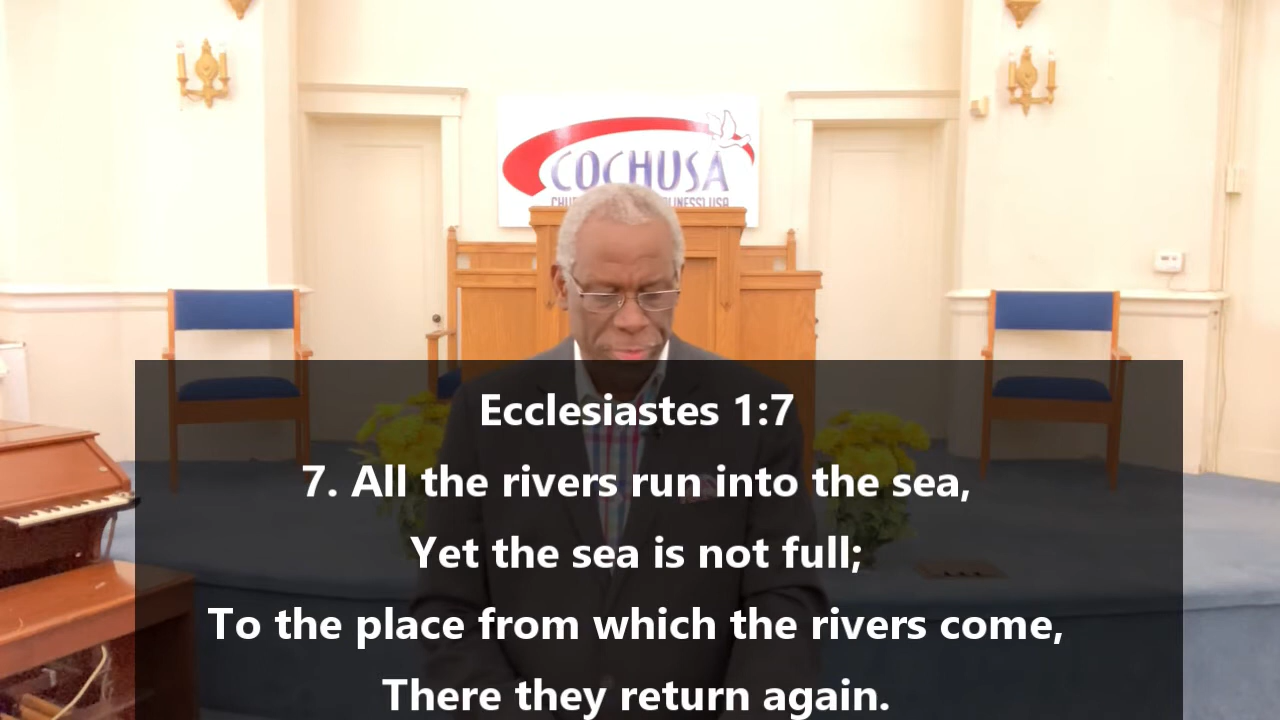 COCHUSA
USA
Ecclesiastes 1:7
7. All the rivers run into the sea,
Yet the sea is not full;
To the place from which the rivers come,
There they return again.